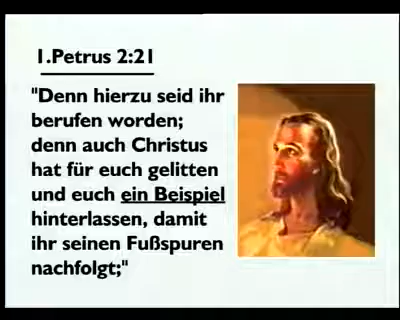 1.Petrus 2:21
"Denn hierzu seid ihr
berufen worden;
denn auch Christus
hat für euch gelitten
und euch ein Beispiel
hinterlassen, damit
ihr seinen Fußspuren
nachfolgt;"